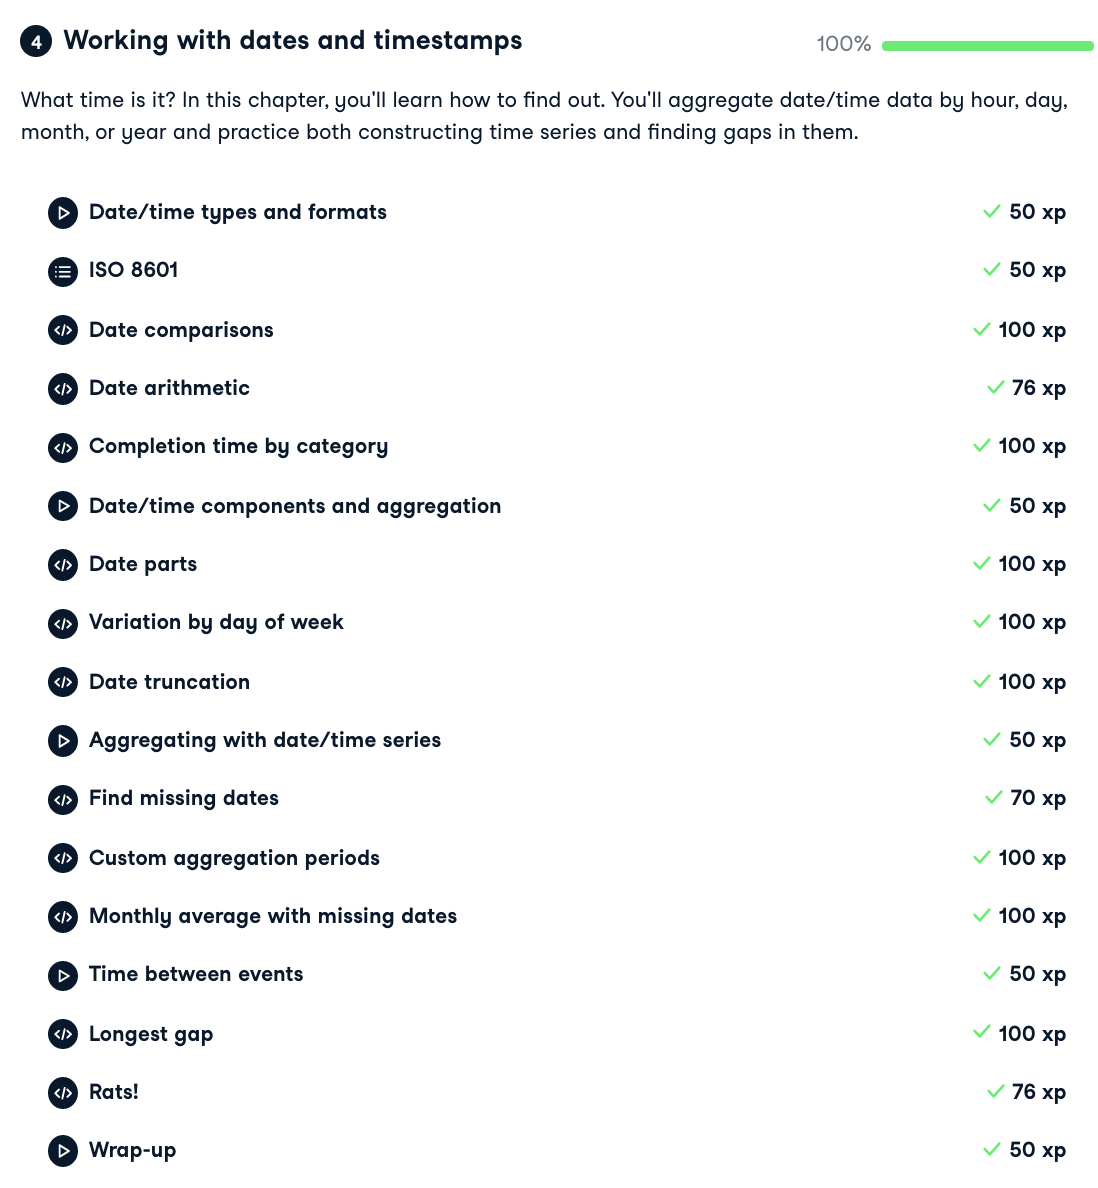 4 Working with dates and timestamps 100%
What time is it? In this chapter, you'll learn how to find out. You'll aggregate date/time data by hour, day,
month, or year and practice both constructing time series and finding gaps in them.
Date/time types and formats 50 xp
ISO 8601 50 xp
Date comparisons 100 xp
Date arithmetic 76 xp
Completion time by category 100 xp
Date/time components and aggregation 50 xp
Date parts 100 xp
Variation by day of week 100 xp
Date truncation 100 xp
Aggregating with date/time series 50 xp
Find missing dates 70 xp
Custom aggregation periods 100 xp
Monthly average with missing dates 100 xp
Time between events 50 xp
Longest gap 100 xp
Rats! 76 xp
Wrap-up 50 xp